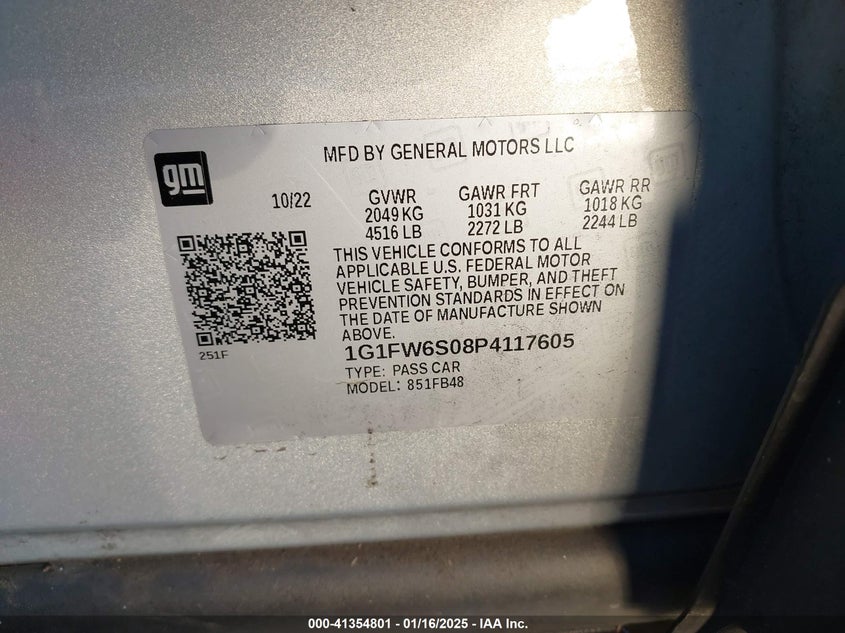 MFD BY GENERAL MOTORS LLC
gm
10/22
GVWR GAWR FRT GAWR RR
2049 KG 1031 KG 1018 KG
4516 LB 2272 LB 2244 LB
THIS VEHICLE CONFORMS TO ALL
APPLICABLE U.S. FEDERAL MOTOR
VEHICLE SAFETY, BUMPER, AND THEFT
PREVENTION STANDARDS IN EFFECT ON
THE DATE OF MANUFACTURE SHOWN
ABOVE.
251F
1G1FW6S08P4117605
TYPE: PASS CAR
MODEL: 851FB48
000-41354801 - 01/16/2025 - IAA Inc.